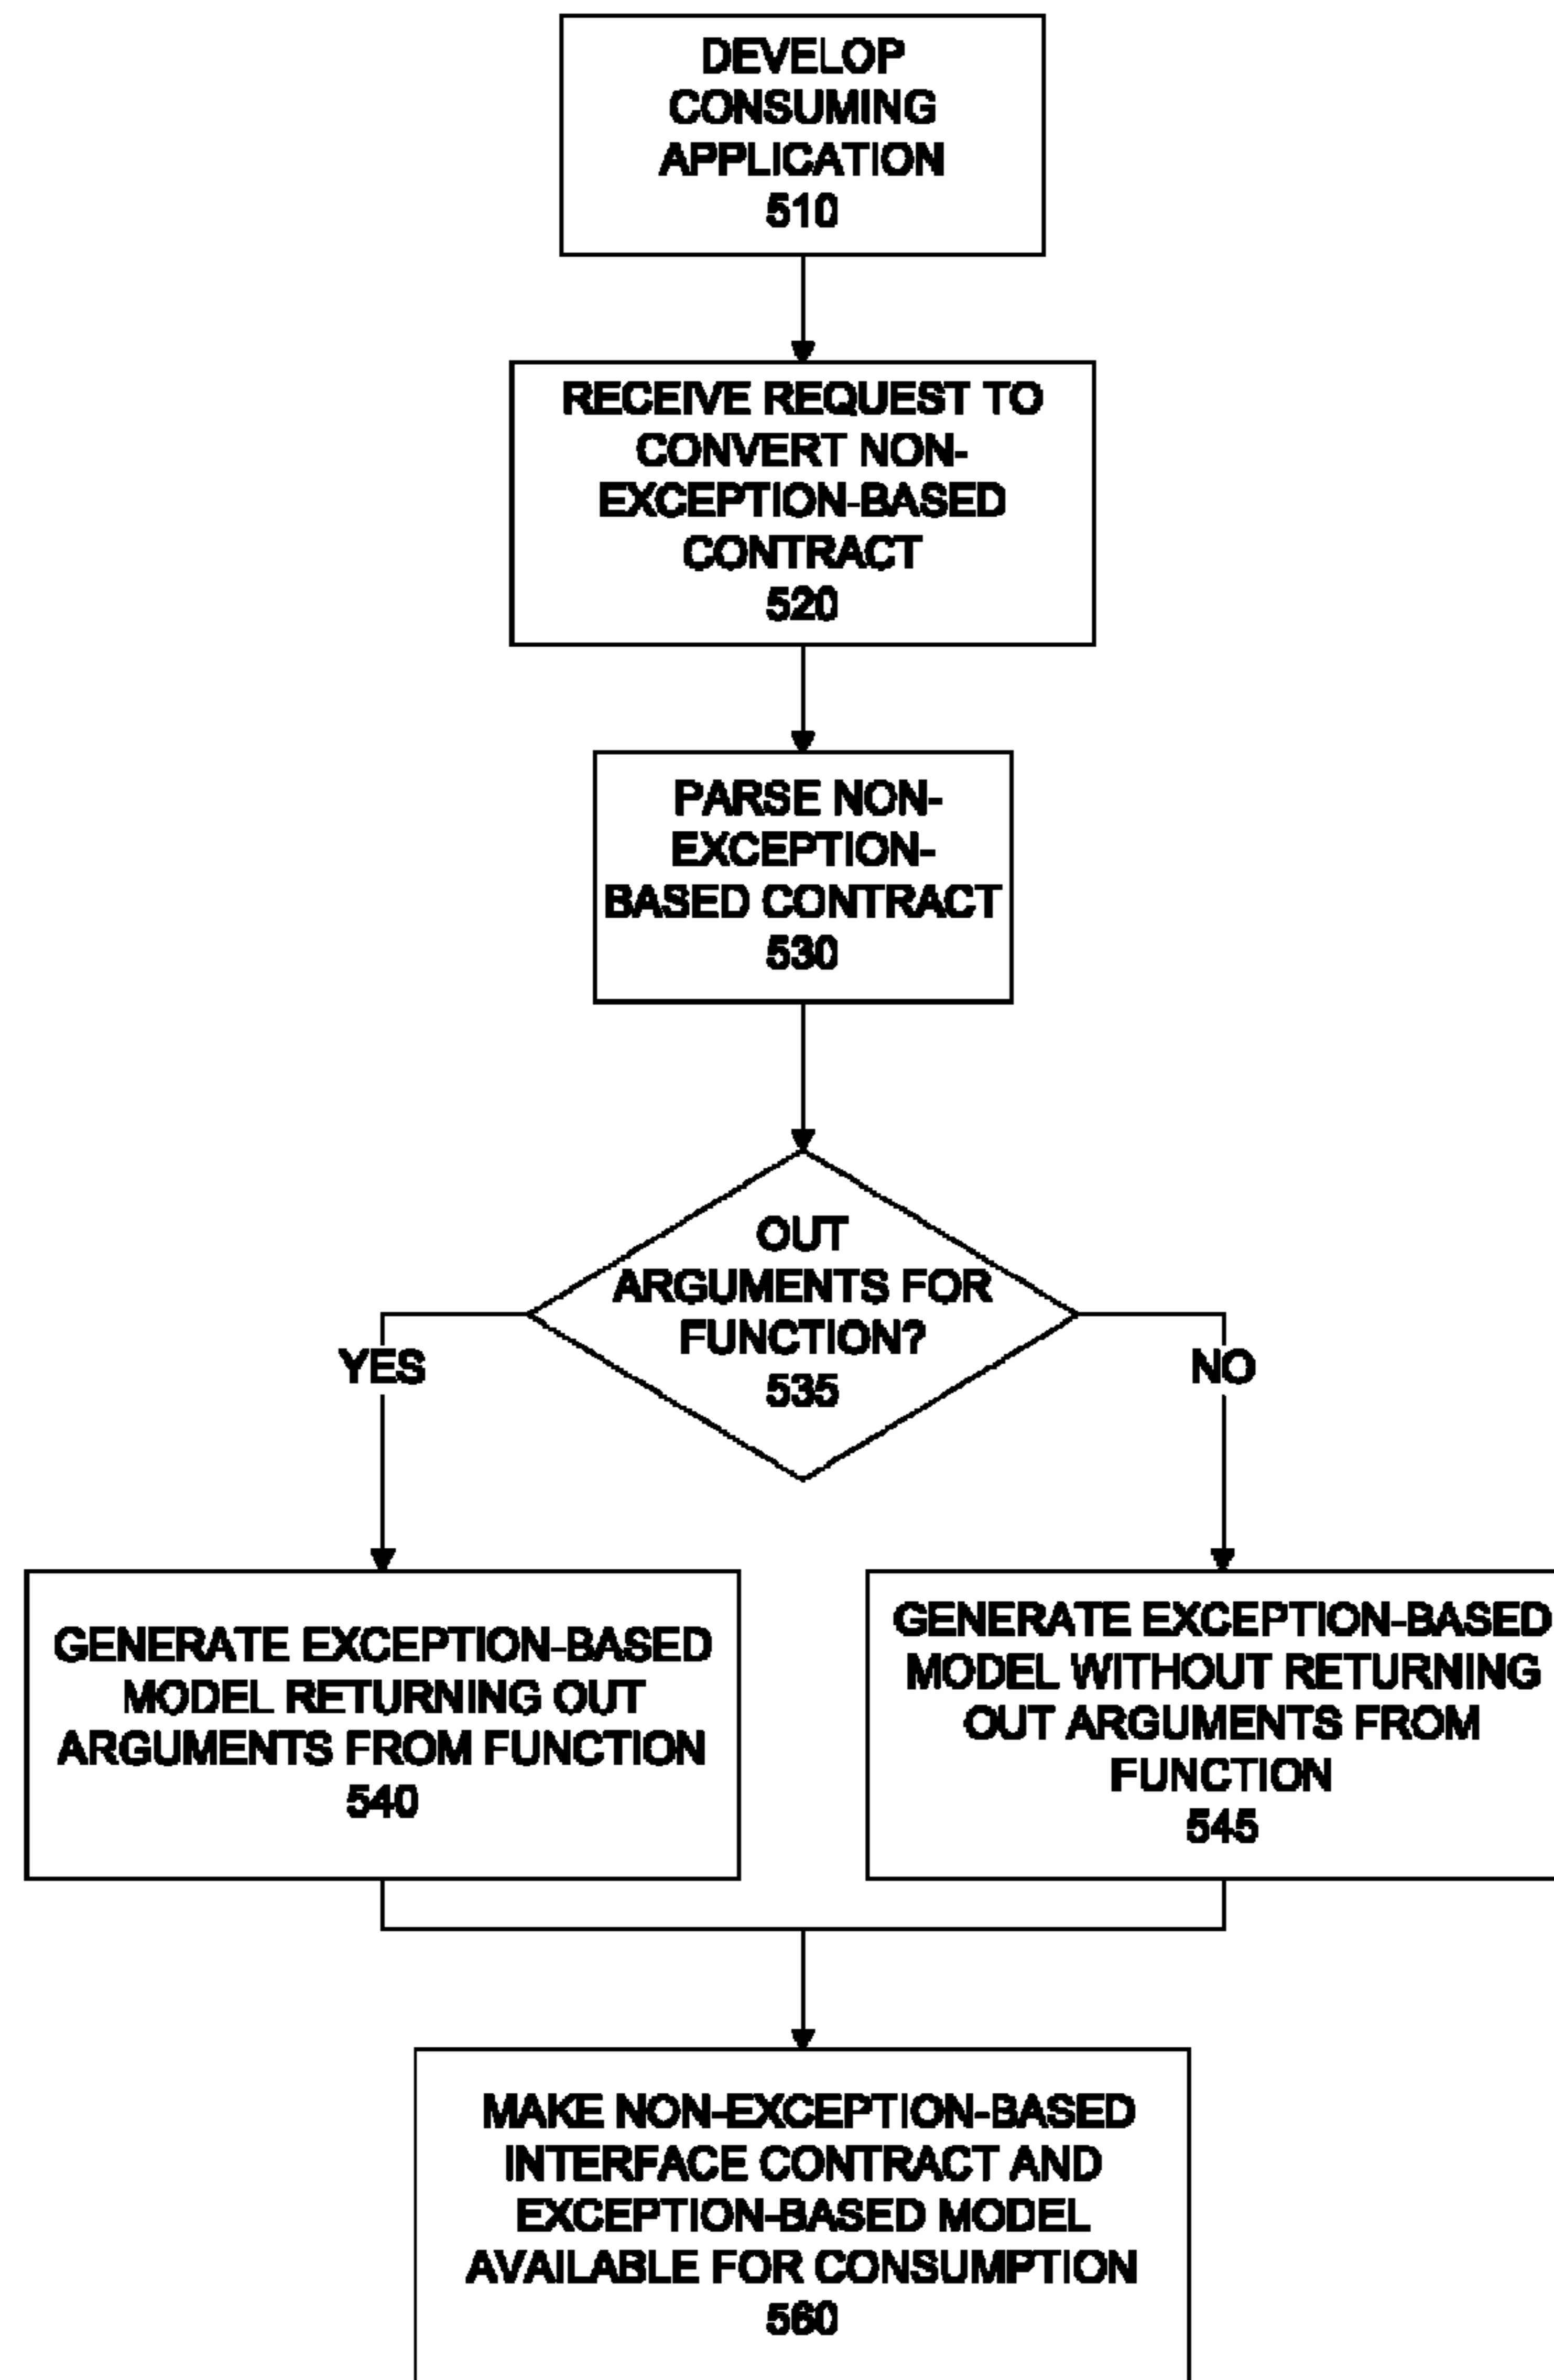 DEVELOP
CONSUMING
APPLICATION
510
RECEIVE REQUEST TO
CONVERT NON-
EXCEPTION-BASED
CONTRACT
520
PARSE NON-
EXCEPTION-
BASED CONTRACT
530
OUT
ARGUMENTS FOR
FUNCTION?
535
YES
NO
GENERATE EXCEPTION-BASED
MODEL RETURNING OUT
ARGUMENTS FROM FUNCTION
540
GENERATE EXCEPTION-BASED
MODEL WITHOUT RETURNING
OUT ARGUMENTS FROM
FUNCTION
545
MAKE NON-EXCEPTION-BASED
INTERFACE CONTRACT AND
EXCEPTION-BASED MODEL
AVAILABLE FOR CONSUMPTION
560